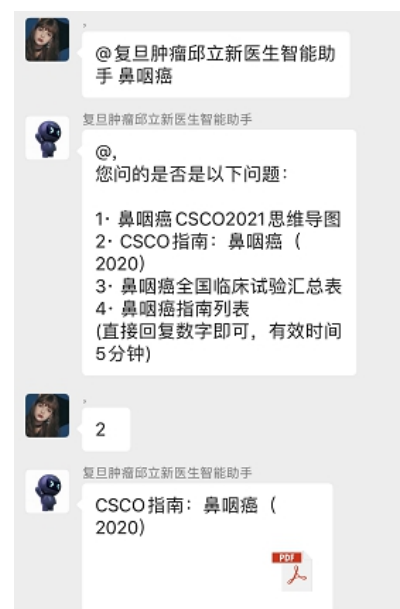 ,
@复旦肿瘤邱立新医生智能助
手 鼻咽癌
复旦肿瘤邱立新医生智能助手
@,
您问的是否是以下问题：
1· 鼻咽癌CSCO2021思维导图
2· CSCO指南：鼻咽癌（
2020)
3· 鼻咽癌全国临床试验汇总表
4· 鼻咽癌指南列表
(直接回复数字即可，有效时间
5分钟)
,
2
复旦肿瘤邱立新医生智能助手
CSCO指南：鼻咽癌（
2020)
PDF